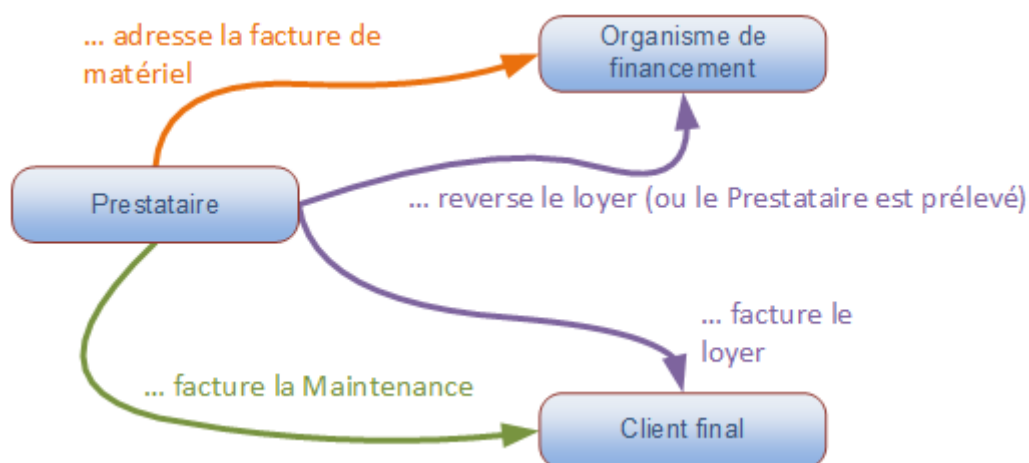 ... adresse la facture de
matériel
Organisme de
financement
Prestataire
... reverse le loyer (ou le Prestataire est prélevé)
... facture le
loyer
... facture la Maintenance
Client final